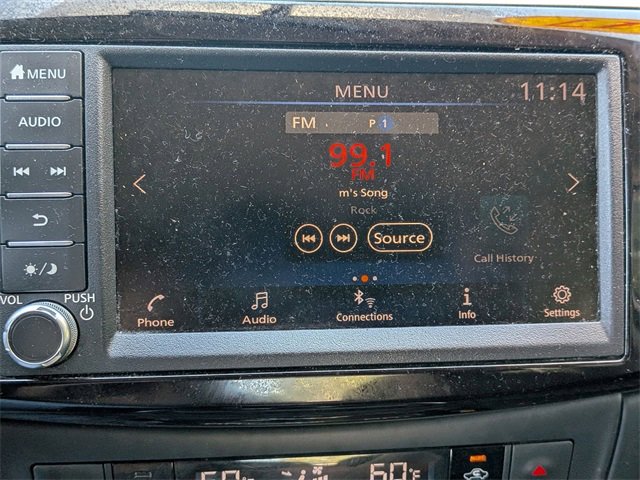 MENU
MENU
11:14
AUDIO
FM P 1
99.1
FM
m's Song
Rock
Source
Call History
VOL PUSH
Phone
Audio
Connections
Info
Settings
60°F